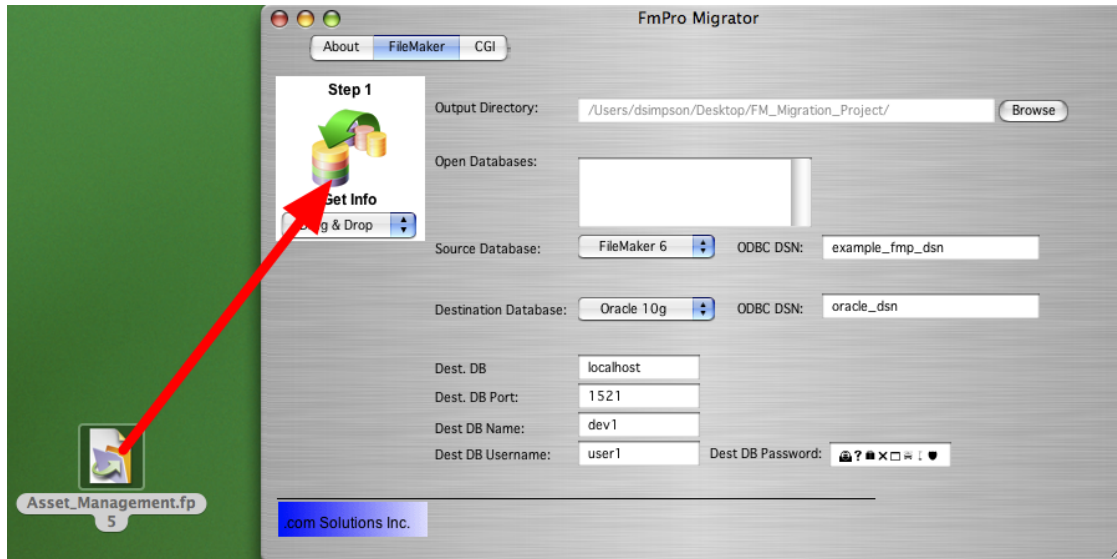 FmPro Migrator
About FileMaker CGI
Step 1
Get Info
Drag & Drop
Output Directory: /Users/dsimpson/Desktop/FM_Migration_Project/ Browse
Open Databases:
Source Database: FileMaker 6 ODBC DSN: example_fmp_dsn
Destination Database: Oracle 10g ODBC DSN: oracle_dsn
Dest. DB localhost
Dest. DB Port: 1521
Dest DB Name: dev1
Dest DB Username: user1 Dest DB Password:
.com Solutions Inc.
Asset_Management.fp
5